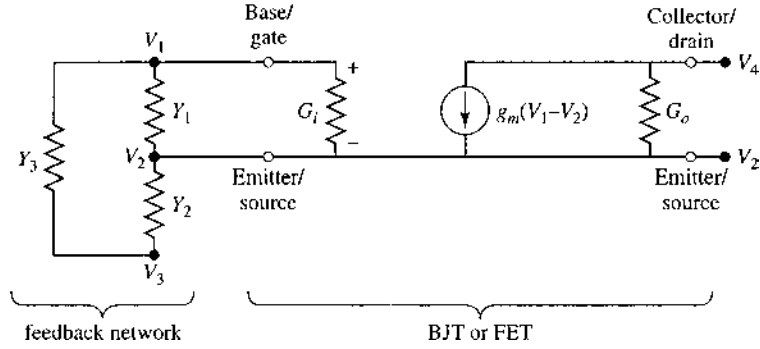 Base/
gate
Collector/
drain
V1
V4
Y1
Gi
+
−
gm(V1–V2)
Go
Y3
V2
V2
Emitter/
source
Emitter/
source
Y2
V3
feedback network
BJT or FET